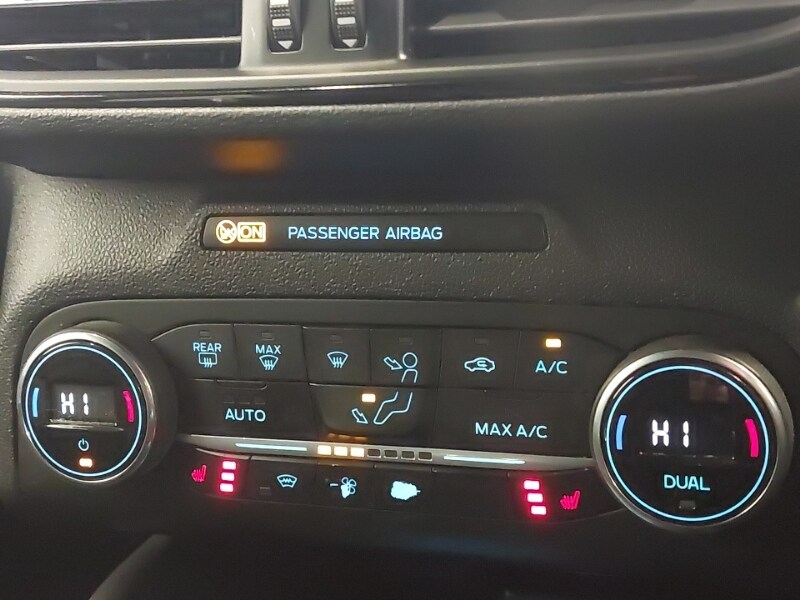 ON PASSENGER AIRBAG
REAR
MAX
A/C
HI
AUTO
MAX A/C
HI
DUAL